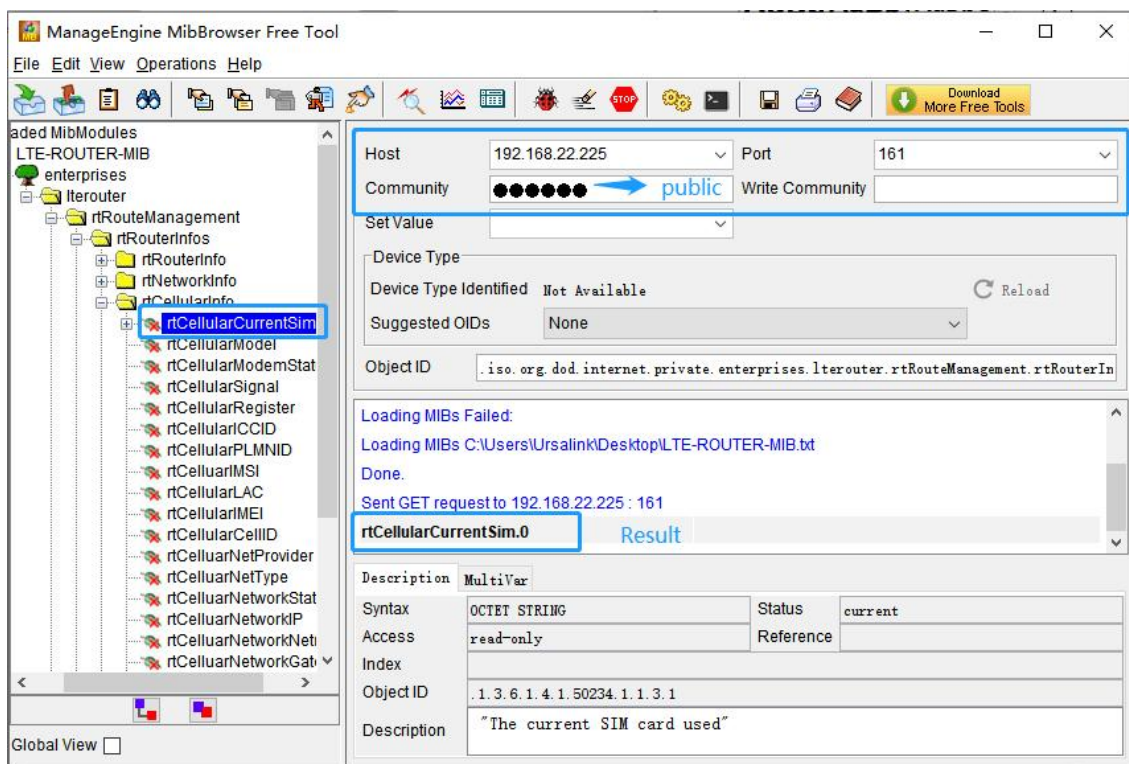 ManageEngine MibBrowser Free Tool
File Edit View Operations Help
STOP
Download
More Free Tools
aded MibModules
LTE-ROUTER-MIB
enterprises
lterouter
rtRouteManagement
rtRouterInfos
rtRouterInfo
rtNetworkInfo
rtCellularInfo
rtCellularCurrentSim
rtCellularModel
rtCellularModemStat
rtCellularSignal
rtCellularRegister
rtCellularICCID
rtCellularPLMNID
rtCelluarIMSI
rtCellularLAC
rtCellularIMEI
rtCellularCellID
rtCelluarNetProvider
rtCelluarNetType
rtCelluarNetworkStat
rtCelluarNetworkIP
rtCelluarNetworkNet
rtCelluarNetworkGat
Global View
Host 192.168.22.225 Port 161
Community ●●●●●● public Write Community
Set Value
Device Type
Device Type Identified Not Available Reload
Suggested OIDs None
Object ID .iso.org.dod.internet.private.enterprises.lterouter.rtRouteManagement.rtRouterIn
Loading MIBs Failed:
Loading MIBs C:\Users\Ursalink\Desktop\LTE-ROUTER-MIB.txt
Done.
Sent GET request to 192.168.22.225 : 161
rtCellularCurrentSim.0 Result
Description MultiVar
Syntax OCTET STRING Status current
Access read-only Reference
Index
Object ID .1.3.6.1.4.1.50234.1.1.3.1
Description "The current SIM card used"